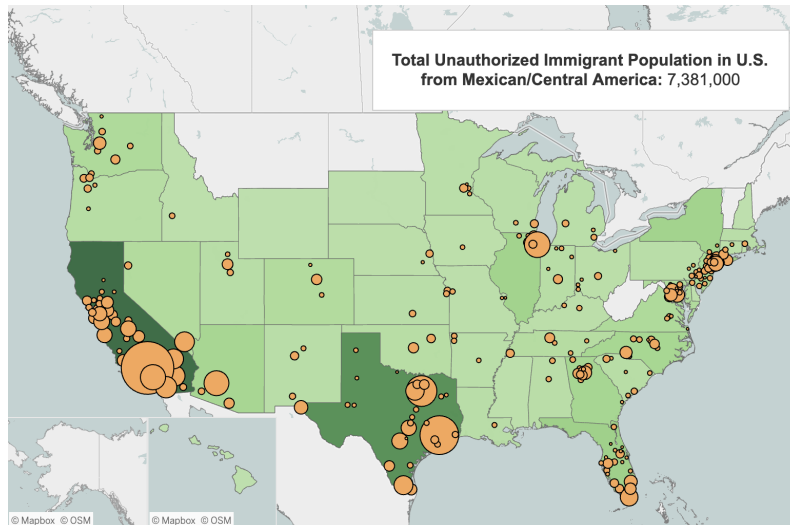 Total Unauthorized Immigrant Population in U.S.
from Mexican/Central America: 7,381,000
© Mapbox © OSM
© Mapbox © OSM
© Mapbox © OSM